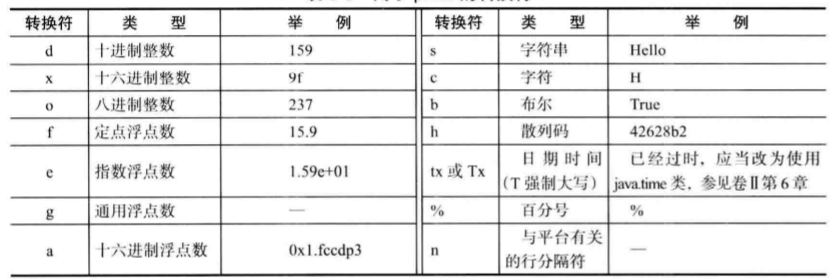 转换符 类 型 举 例 转换符 类 型 举 例
d 十进制整数 159 s 字符串 Hello
x 十六进制整数 9f c 字符 H
o 八进制整数 237 b 布尔 True
f 定点浮点数 15.9 h 散列码 42628b2
e 指数浮点数 1.59e+01 tx 或 Tx 日期时间 已经过时，应当改为使用
(T 强制大写) java.time 类，参见卷Ⅱ第 6 章
g 通用浮点数 — % 百分号 %
a 十六进制浮点数 0x1.fccdp3 n 与平台有关 —
的行分隔符